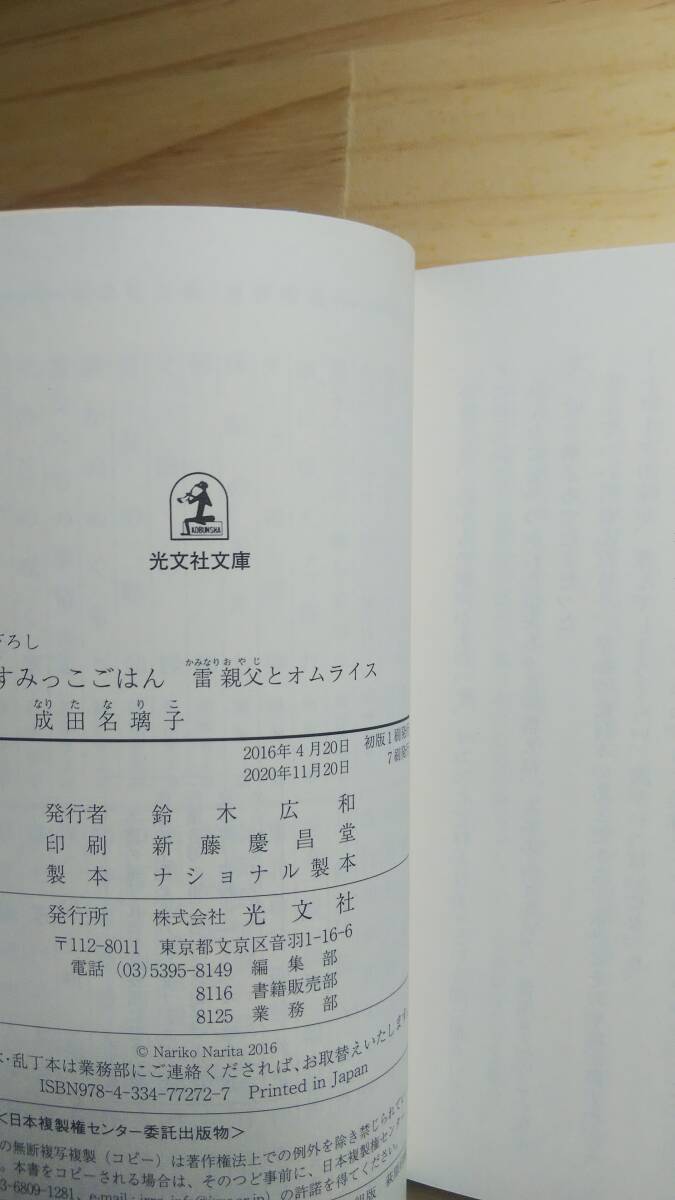 KOBUNSHA
光文社文庫
ろし
すみっこごはん 雷親父とオムライス
かみなりおやじ
成田名璃子
なりたなりこ
2016年4月20日 初版1刷発行
2020年11月20日 7刷発行
発行者 鈴木広和
印刷 新藤慶昌堂
製本 ナショナル製本
発行所 株式会社 光文社
〒112-8011 東京都文京区音羽1-16-6
電話 (03)5395-8149 編集部
8116 書籍販売部
8125 業務部
© Nariko Narita 2016
本・乱丁本は業務部にご連絡くだされば、お取替えいたします
ISBN978-4-334-77272-7 Printed in Japan
<日本複製権センター委託出版物>
の無断複写複製（コピー）は著作権法上での例外を除き禁じられてい
。本書をコピーされる場合は、そのつど事前に、日本複製権センター
3-6809-1281、e-mail の許諾を得てください。